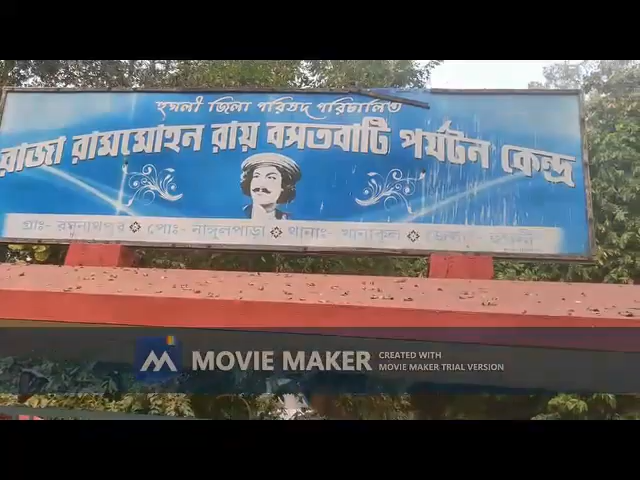 হুগলী জিলা পরিষদ পরিচালিত
রাজা রামমোহন রায় বসতবাটি পর্যটন কেন্দ্র
গ্রাঃ- রঘুনাথপুর পোঃ- নাঙ্গুলপাড়া থানাঃ- খানাকুল জেলা- হুগলী
MOVIE MAKER
CREATED WITH
MOVIE MAKER TRIAL VERSION